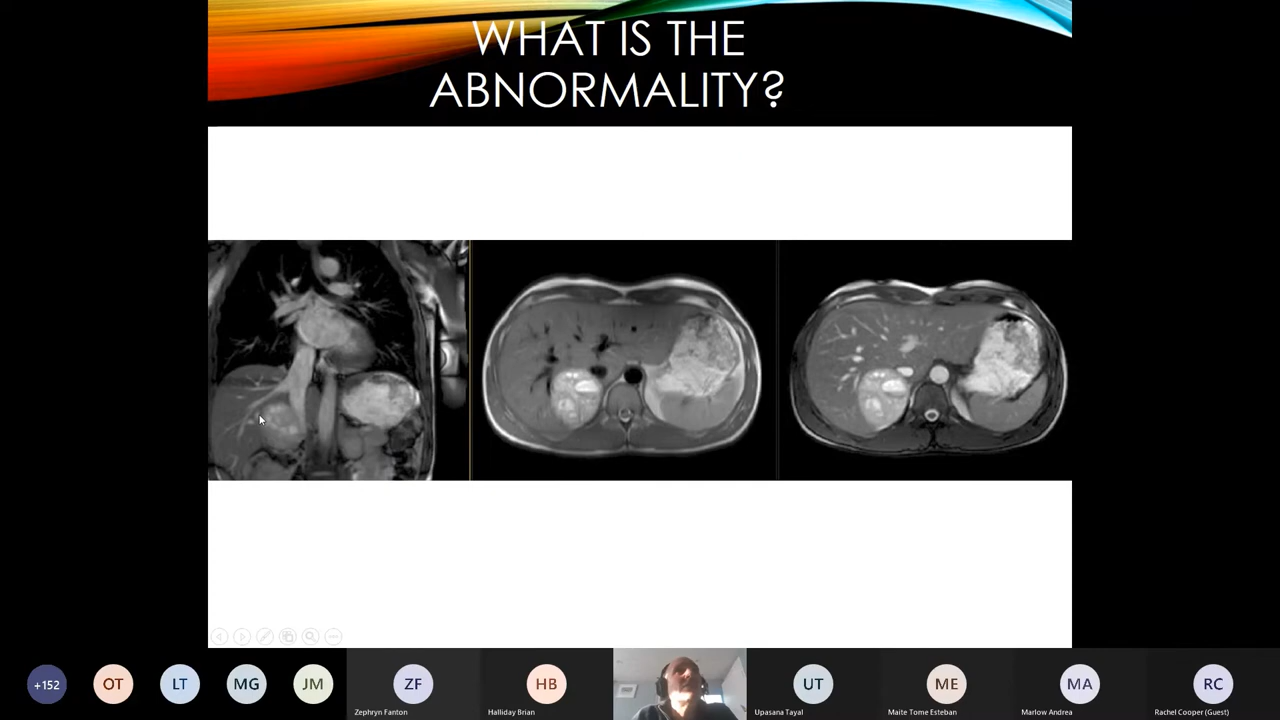 WHAT IS THE
ABNORMALITY?
+152
OT
LT
MG
JM
ZF
HB
UT
ME
MA
RC
Zephryn Fanton
Halliday Brian
Upasana Tayal
Maite Tome Esteban
Marlow Andrea
Rachel Cooper (Guest)